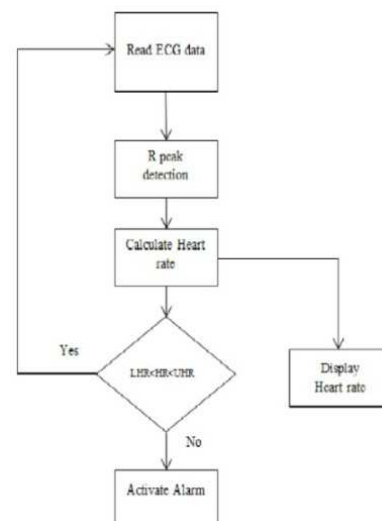 Read ECG data
R peak
detection
Calculate Heart
rate
Yes
LHR<HR<UHR
Display
Heart rate
No
Activate Alarm